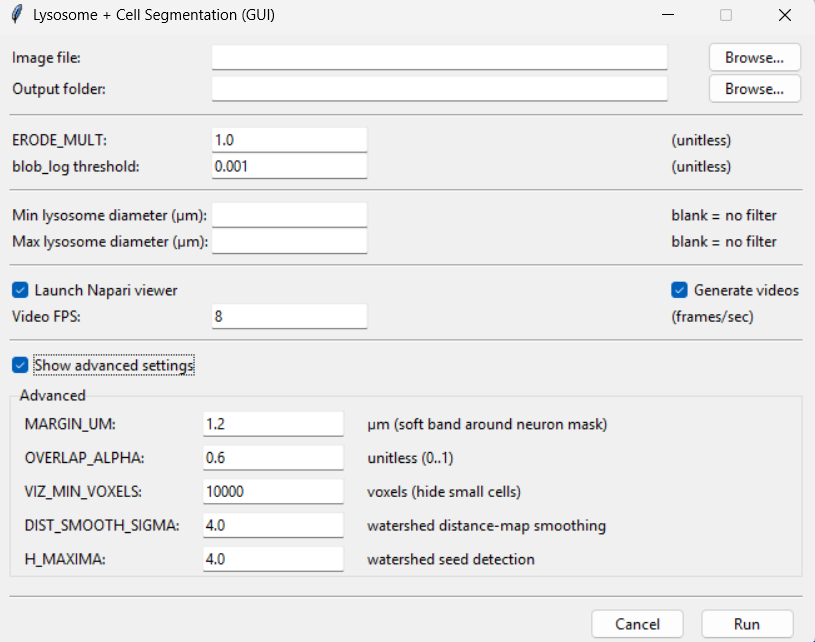 Lysosome + Cell Segmentation (GUI)
Image file: Browse...
Output folder: Browse...
ERODE_MULT: 1.0 (unitless)
blob_log threshold: 0.001 (unitless)
Min lysosome diameter (µm): blank = no filter
Max lysosome diameter (µm): blank = no filter
Launch Napari viewer Generate videos
Video FPS: 8 (frames/sec)
Show advanced settings
Advanced
MARGIN_UM: 1.2 µm (soft band around neuron mask)
OVERLAP_ALPHA: 0.6 unitless (0..1)
VIZ_MIN_VOXELS: 10000 voxels (hide small cells)
DIST_SMOOTH_SIGMA: 4.0 watershed distance-map smoothing
H_MAXIMA: 4.0 watershed seed detection
Cancel Run